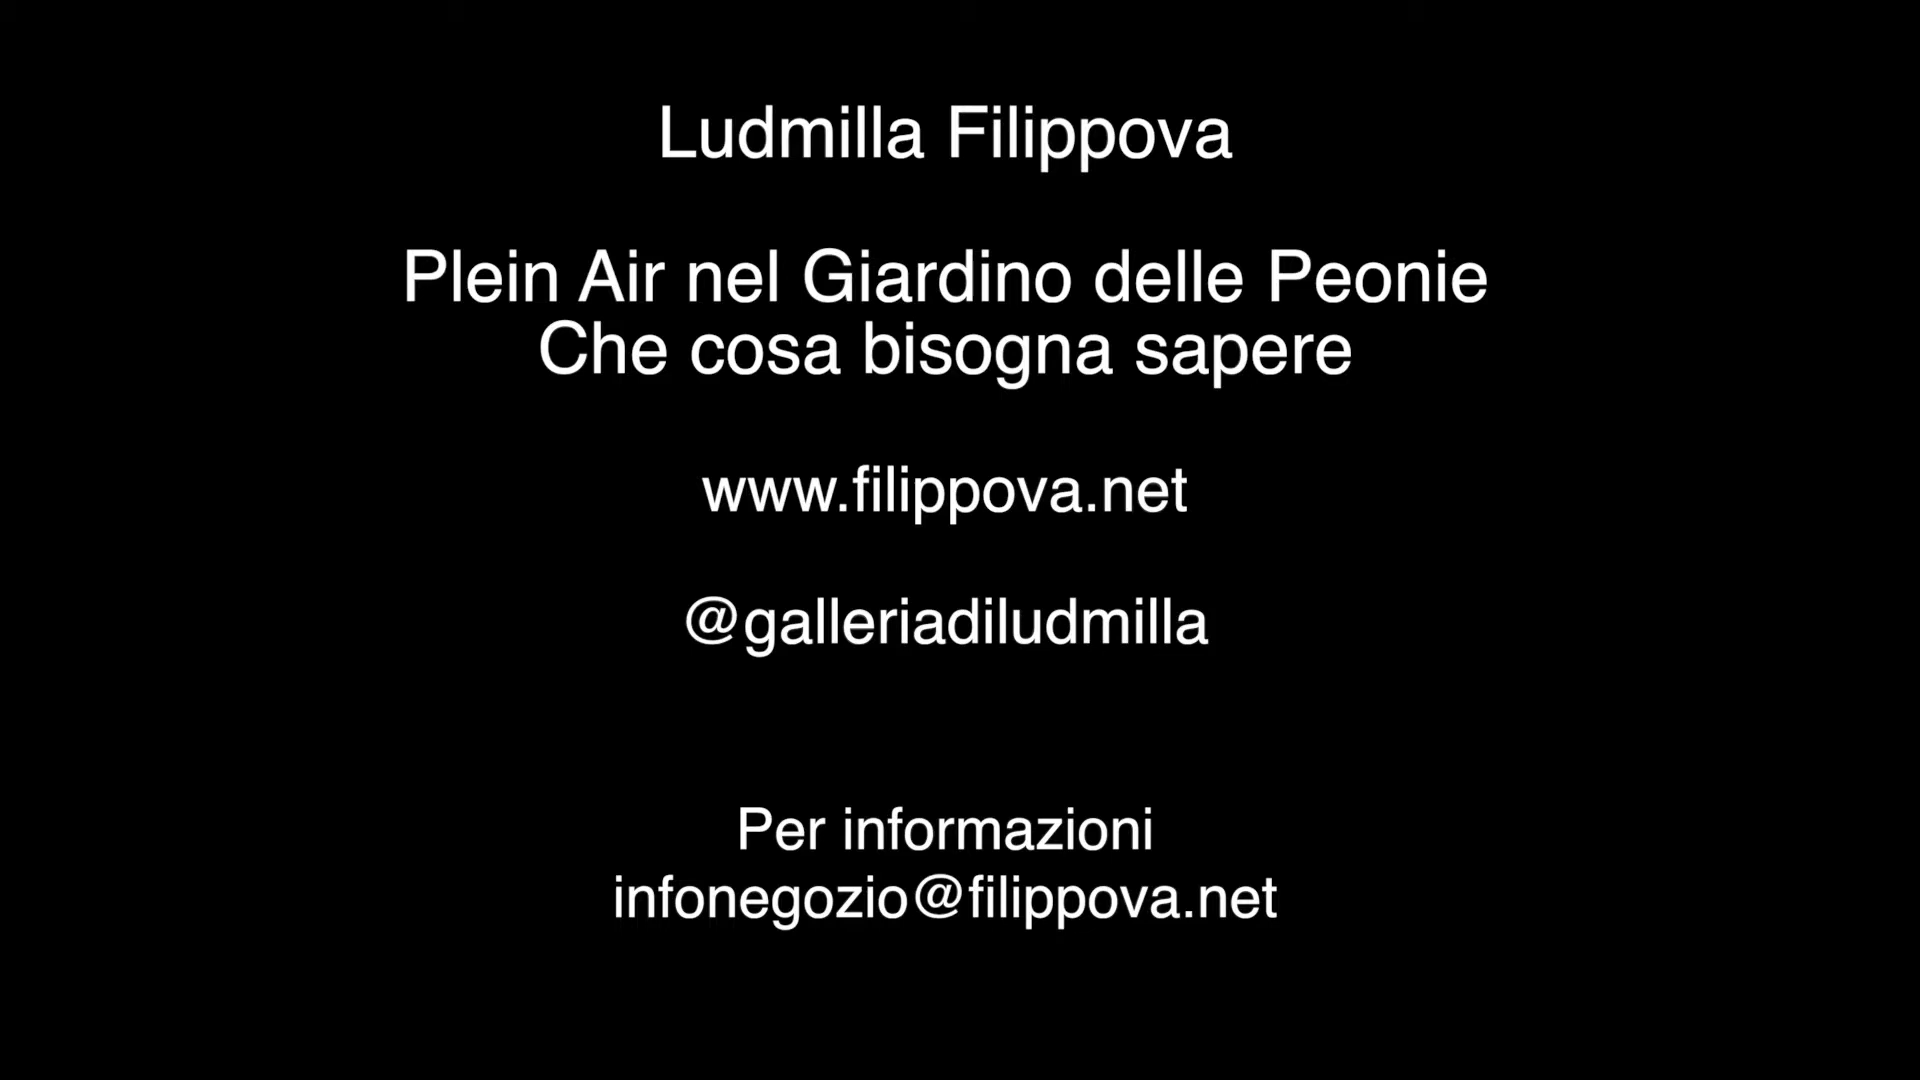 Ludmilla Filippova
Plein Air nel Giardino delle Peonie
Che cosa bisogna sapere
www.filippova.net
@galleriadiludmilla
Per informazioni
infonegozio@filippova.net